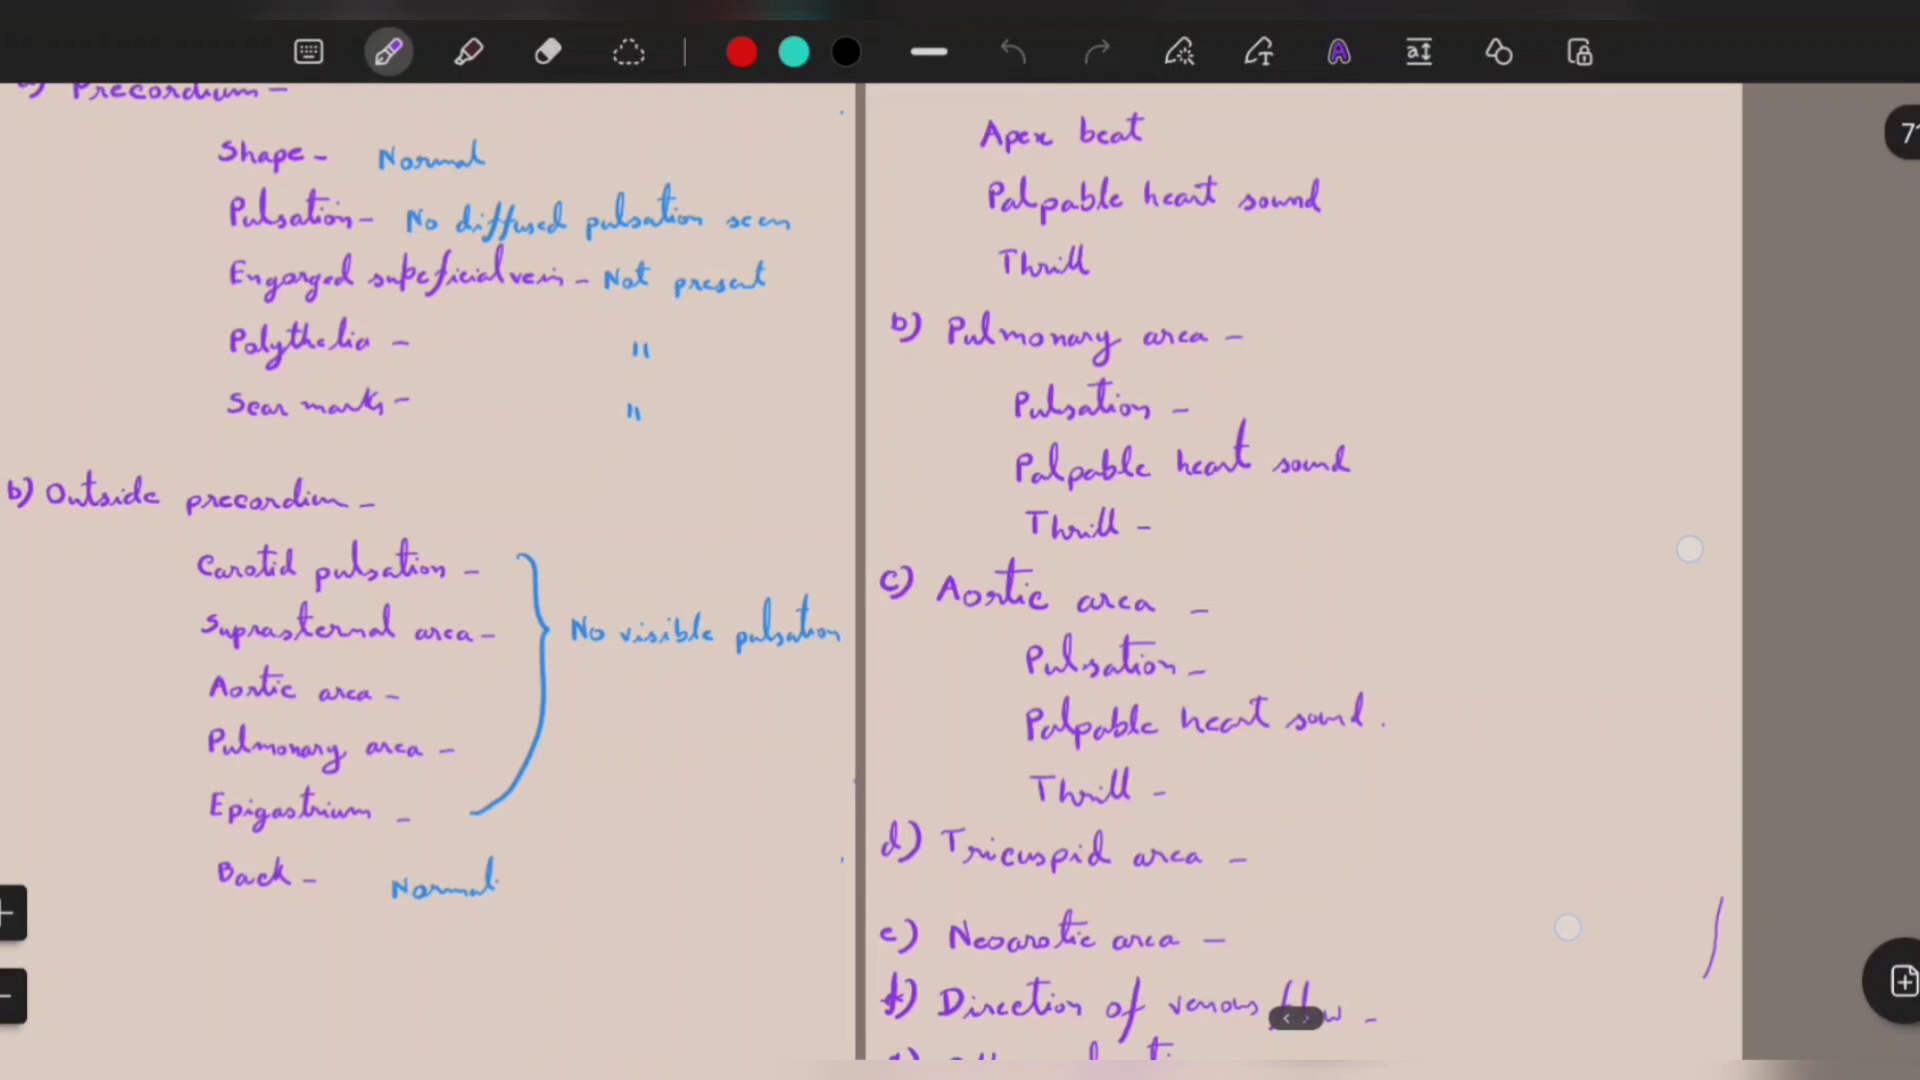 a) Precordium -
Shape - Normal
Pulsation - No diffused pulsation seen
Engorged supeficial vein - Not present
Polythelia - "
Scar marks - "
b) Outside precordium -
Carotid pulsation -
Suprasternal area -
Aortic area -
Pulmonary area -
Epigastrium -
No visible pulsation
Back - Normal
Apex beat
Palpable heart sound
Thrill
b) Pulmonary area -
Pulsation -
Palpable heart sound
Thrill -
c) Aortic area -
Pulsation -
Palpable heart sound.
Thrill -
d) Tricuspid area -
e) Neoarotic area -
f) Direction of venous flow -
71